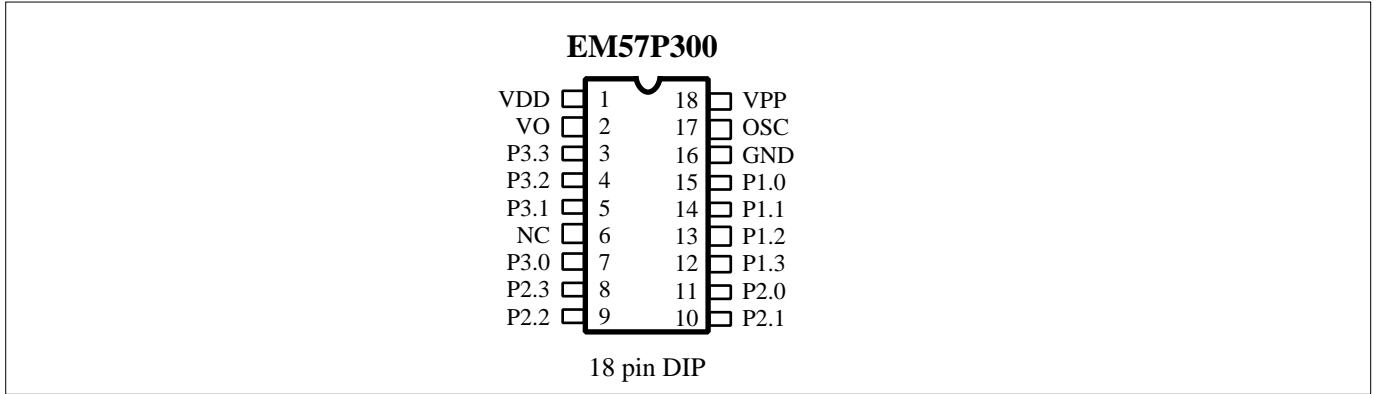 EM57P300
VDD 1 18 VPP
VO 2 17 OSC
P3.3 3 16 GND
P3.2 4 15 P1.0
P3.1 5 14 P1.1
NC 6 13 P1.2
P3.0 7 12 P1.3
P2.3 8 11 P2.0
P2.2 9 10 P2.1
18 pin DIP